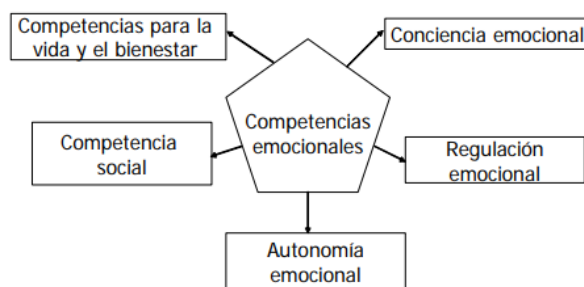 Competencias para la
vida y el bienestar
Conciencia emocional
Competencias
emocionales
Competencia
social
Regulación
emocional
Autonomía
emocional